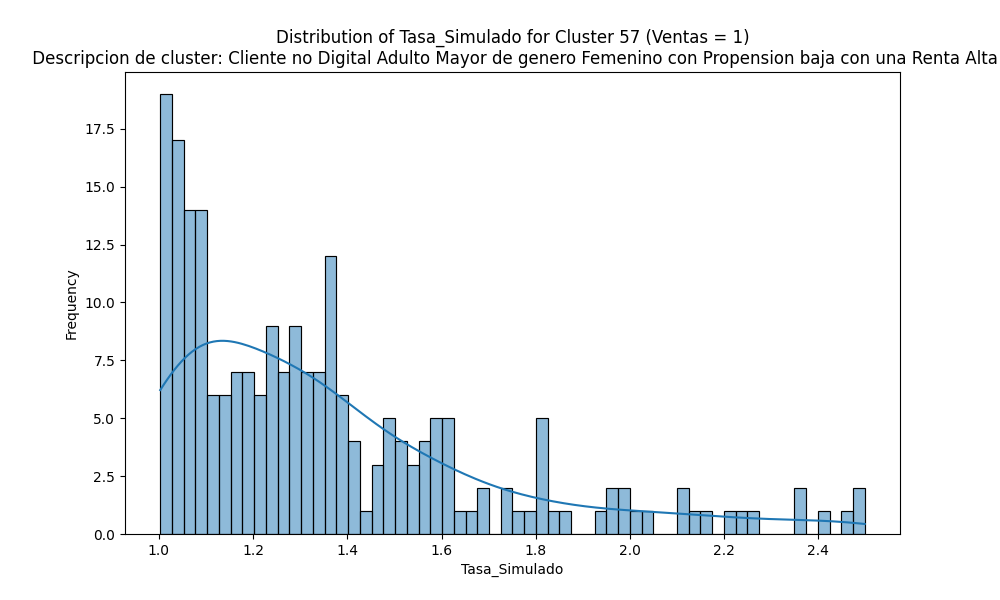 Distribution of Tasa_Simulado for Cluster 57 (Ventas = 1)
Descripcion de cluster: Cliente no Digital Adulto Mayor de genero Femenino con Propension baja con una Renta Alta
17.5
15.0
12.5
10.0
7.5
5.0
2.5
0.0
Frequency
1.0 1.2 1.4 1.6 1.8 2.0 2.2 2.4
Tasa_Simulado